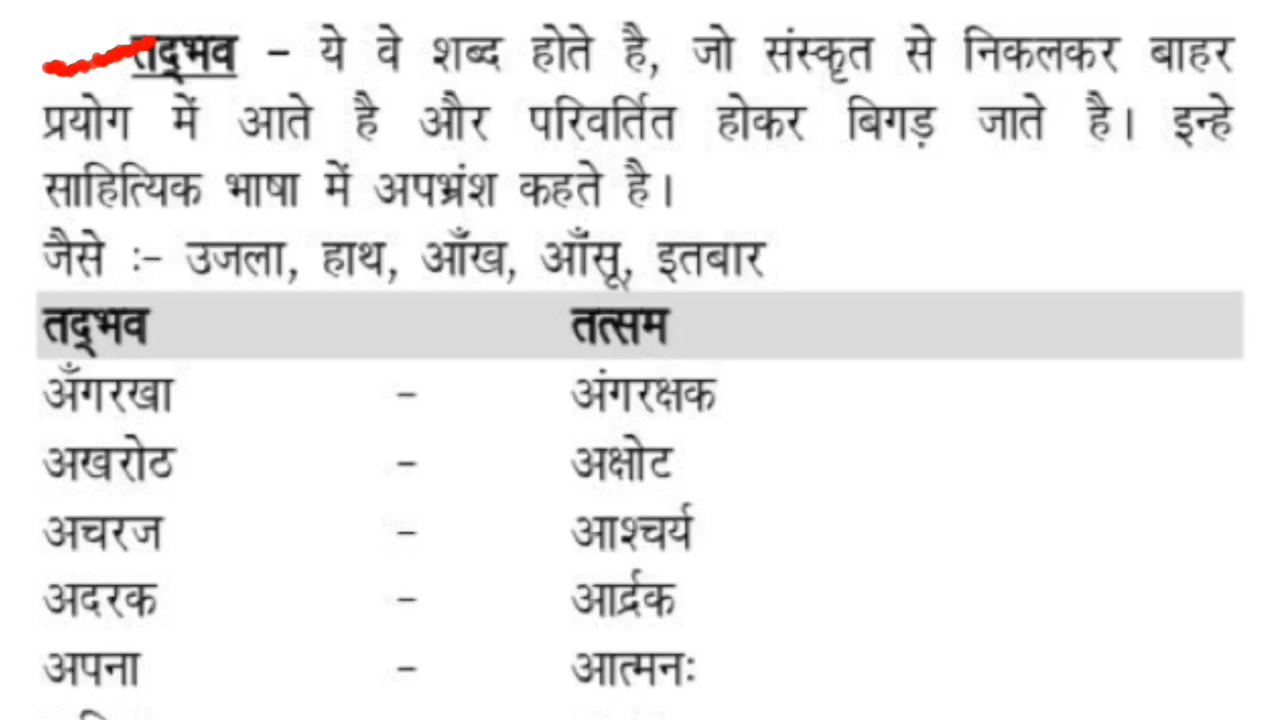 तद्‌भव – ये वे शब्द होते है, जो संस्कृत से निकलकर बाहर
प्रयोग में आते है और परिवर्तित होकर बिगड़ जाते है। इन्हे
साहित्यिक भाषा में अपभ्रंश कहते है।
जैसे :– उजला, हाथ, आँख, आँसू, इतबार
तद्‌भव तत्सम
अँगरखा – अंगरक्षक
अखरोठ – अक्षोट
अचरज – आश्चर्य
अदरक – आर्द्रक
अपना – आत्मनः